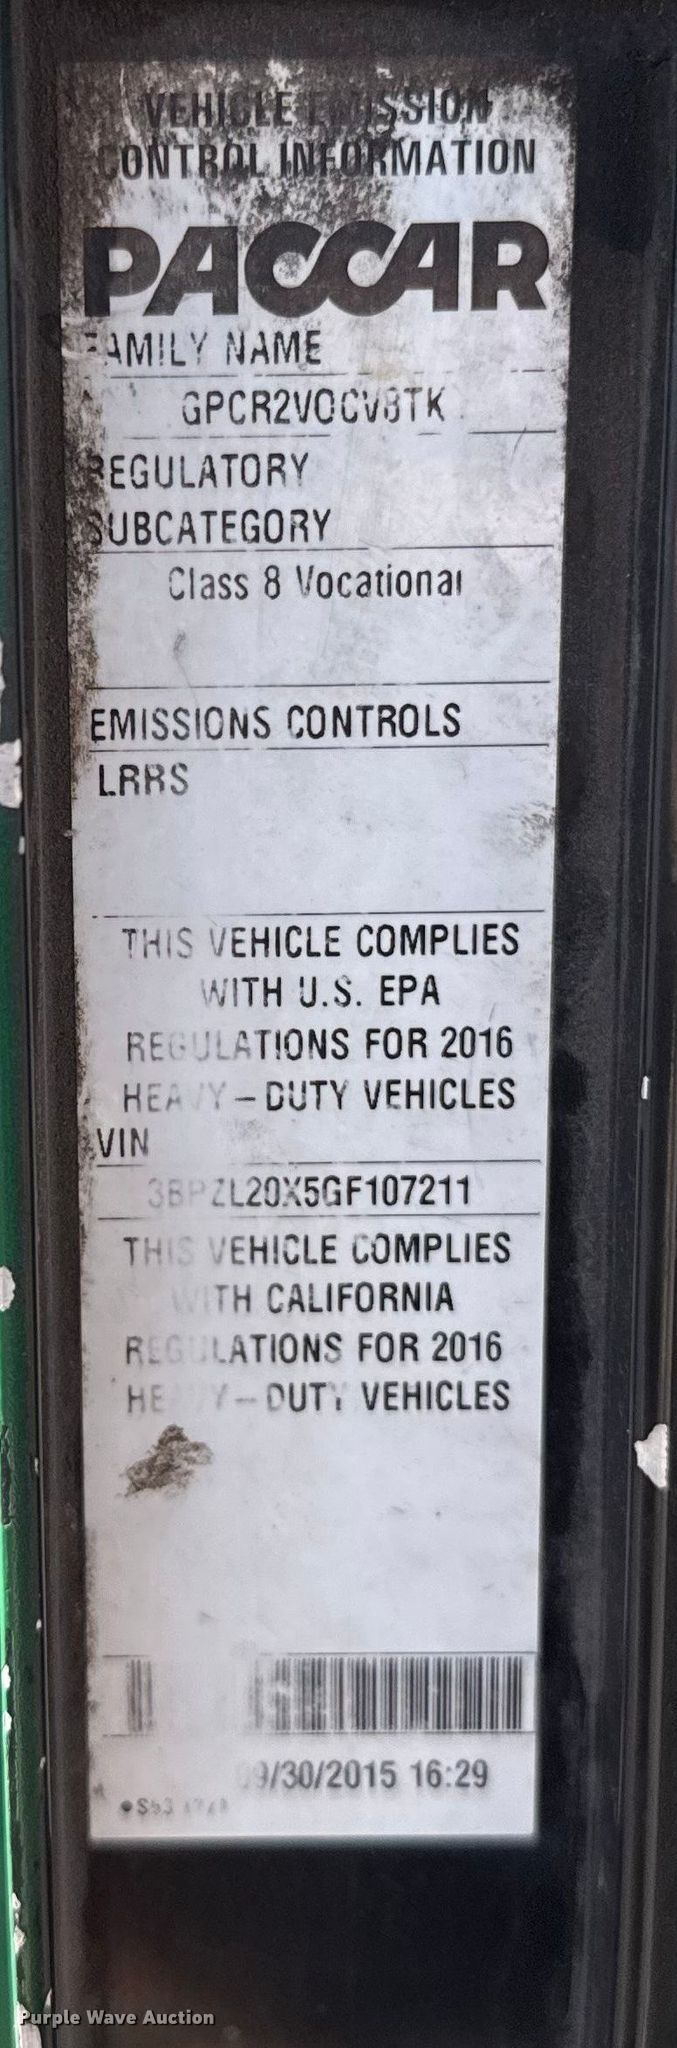 VEHICLE EMISSION
CONTROL INFORMATION
PACCAR
FAMILY NAME
GPCR2VOCV8TK
REGULATORY
SUBCATEGORY
Class 8 Vocational
EMISSIONS CONTROLS
LRRS
THIS VEHICLE COMPLIES
WITH U.S. EPA
REGULATIONS FOR 2016
HEAVY-DUTY VEHICLES
VIN
3BPZL20X5GF107211
THIS VEHICLE COMPLIES
WITH CALIFORNIA
REGULATIONS FOR 2016
HEAVY-DUTY VEHICLES
09/30/2015 16:29
Purple Wave Auction